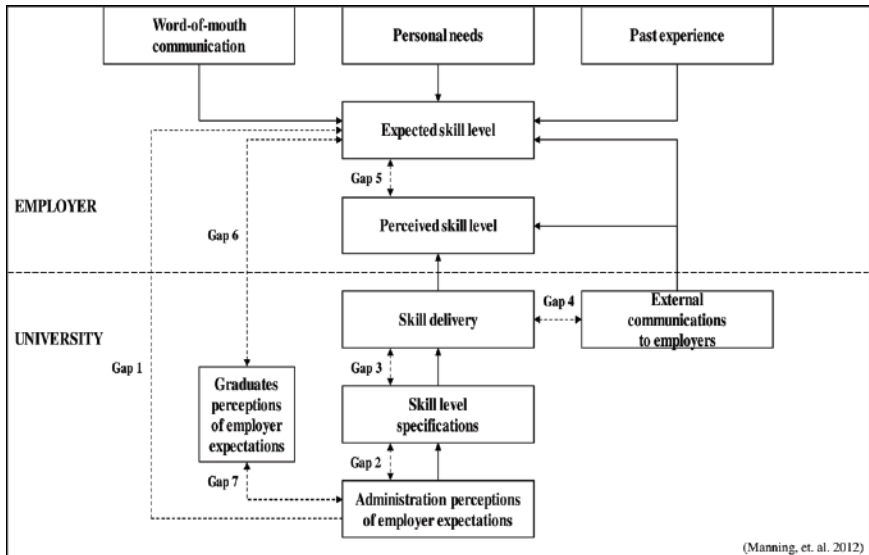 Word-of-mouth
communication
Personal needs
Past experience
Expected skill level
Gap 5
EMPLOYER
Perceived skill level
Gap 6
Skill delivery
Gap 4
External
communications
to employers
UNIVERSITY
Gap 1
Gap 3
Graduates
perceptions
of employer
expectations
Skill level
specifications
Gap 2
Gap 7
Administration perceptions
of employer expectations
(Manning, et. al. 2012)